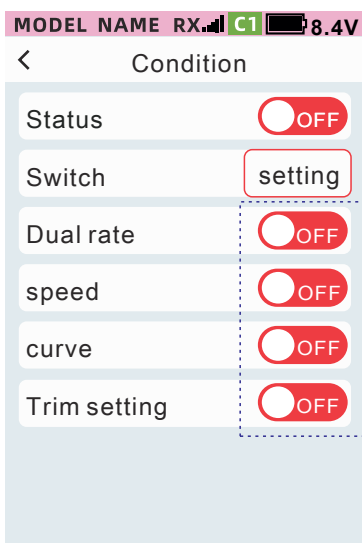 MODEL NAME RX C1 8.4V
Condition
Status OFF
Switch setting
Dual rate OFF
speed OFF
curve OFF
Trim setting OFF